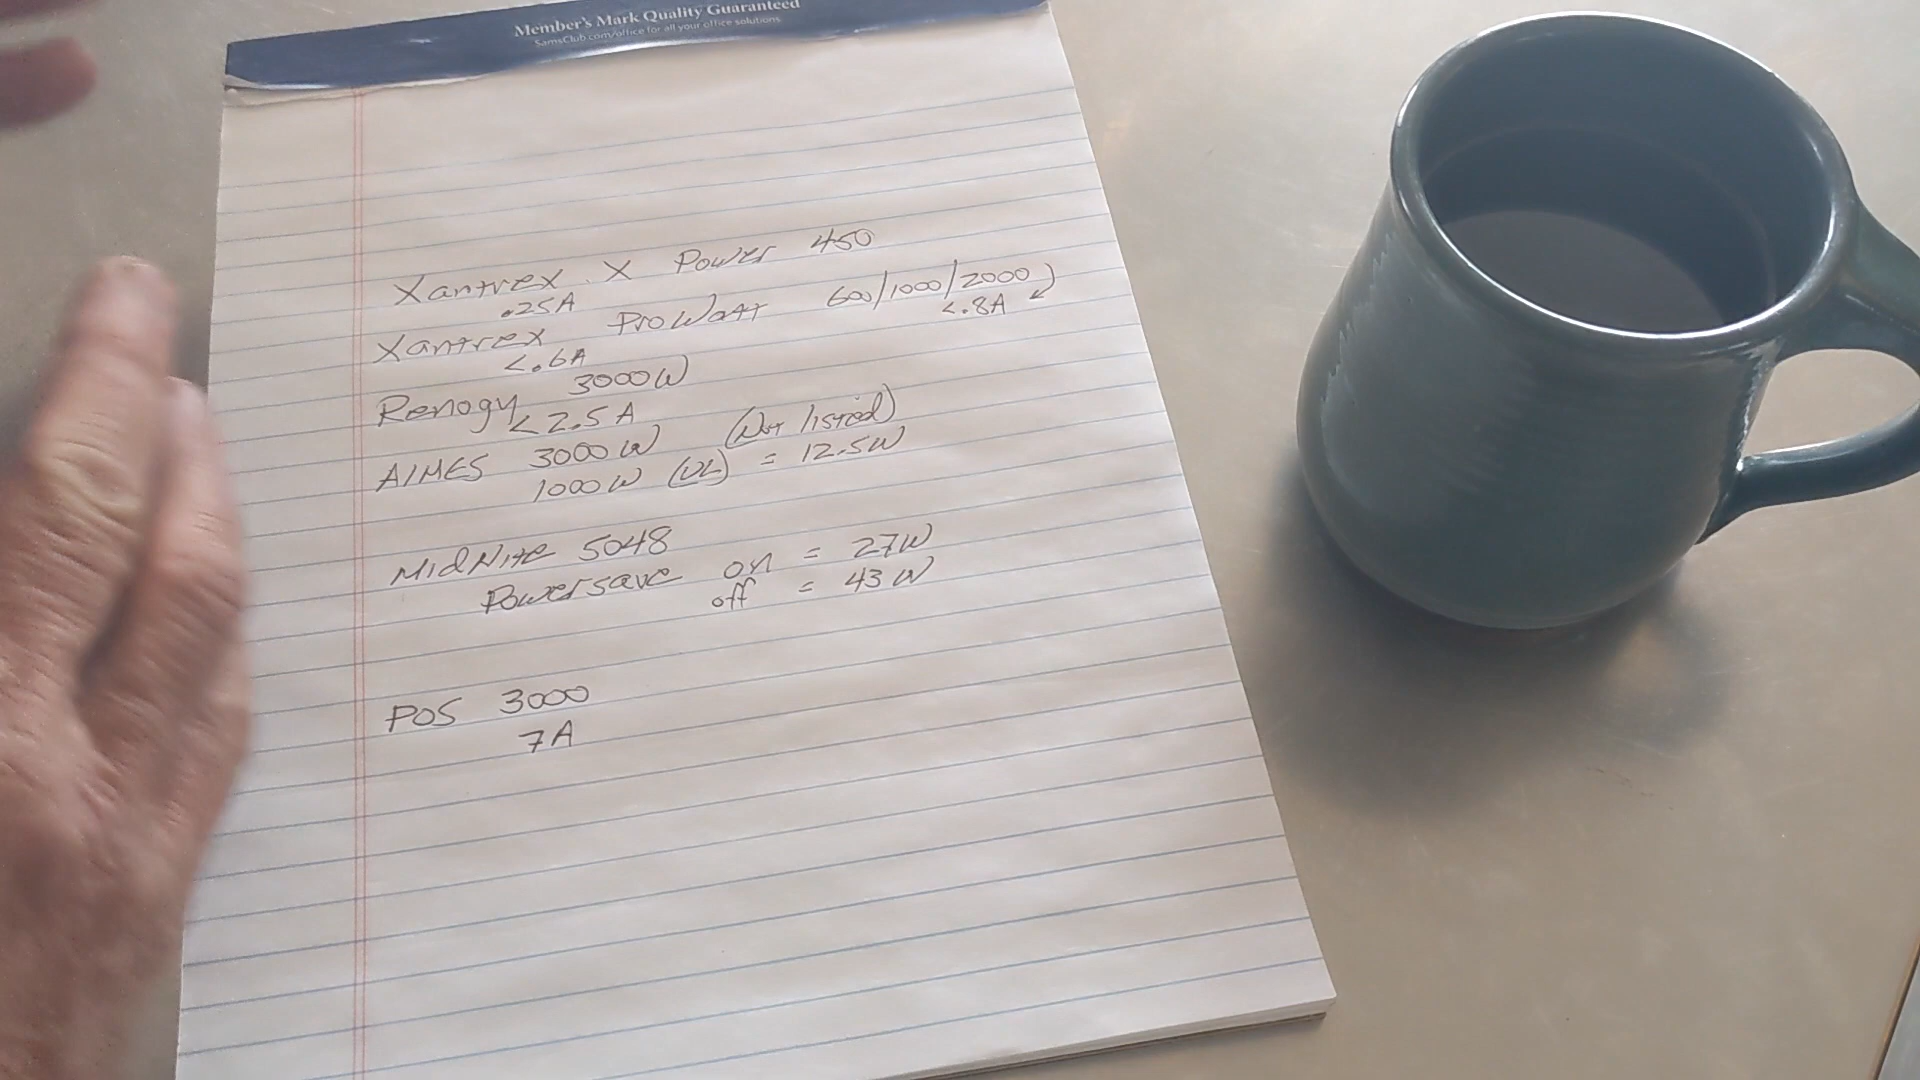 Member's Mark Quality Guaranteed
SamsClub.com/office for all your office solutions
Xantrex X Power 450
.25A
Xantrex ProWatt 600/1000/2000)
<.6A <.8A
Renogy 3000W
<2.5A
AIMES 3000W (Not listed)
1000W (UL) = 12.5W
MidNite 5048
Powersave on = 27W
off = 43W
POS 3000
7A